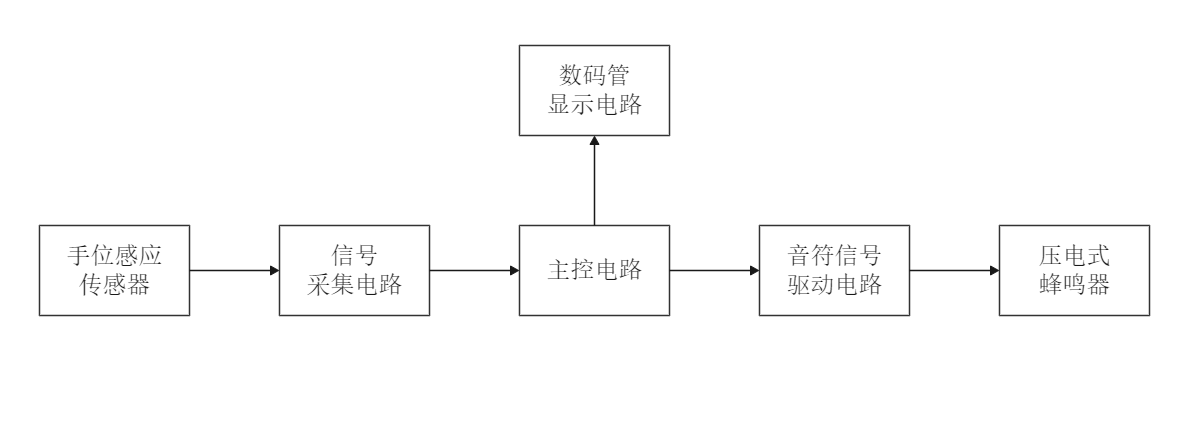 数码管
显示电路
手位感应
传感器
信号
采集电路
主控电路
音符信号
驱动电路
压电式
蜂鸣器